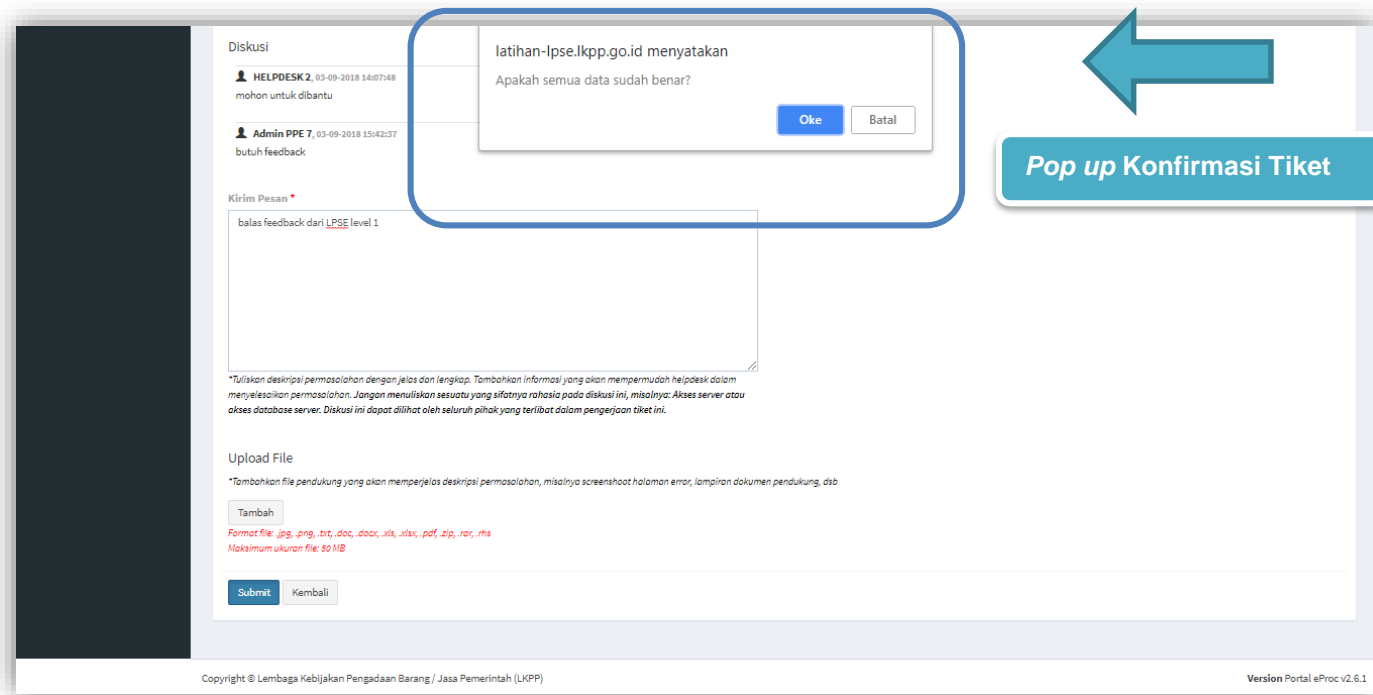 Diskusi
HELPDESK 2, 03-09-2018 14:07:48
mohon untuk dibantu
Admin PPE 7, 03-09-2018 15:42:37
butuh feedback
latihan-lpse.lkpp.go.id menyatakan
Apakah semua data sudah benar?
Oke Batal
Pop up Konfirmasi Tiket
Kirim Pesan *
balas feedback dari LPSE level 1
*Tuliskan deskripsi permasalahan dengan jelas dan lengkap. Tambahkan informasi yang akan mempermudah helpdesk dalam
menyelesaikan permasalahan. Jangan menuliskan sesuatu yang sifatnya rahasia pada diskusi ini, misalnya: Akses server atau
akses database server. Diskusi ini dapat dilihat oleh seluruh pihak yang terlibat dalam pengerjaan tiket ini.
Upload File
*Tambahkan file pendukung yang akan memperjelas deskripsi permasalahan, misalnya screenshoot halaman error, lampiran dokumen pendukung, dsb
Tambah
Format file: .jpg, .png, .txt, .doc, .docx, .xls, .xlsx, .pdf, .zip, .rar, .rhs
Maksimum ukuran file: 50 MB
Submit Kembali
Copyright © Lembaga Kebijakan Pengadaan Barang / Jasa Pemerintah (LKPP)
Version Portal eProc v2.6.1